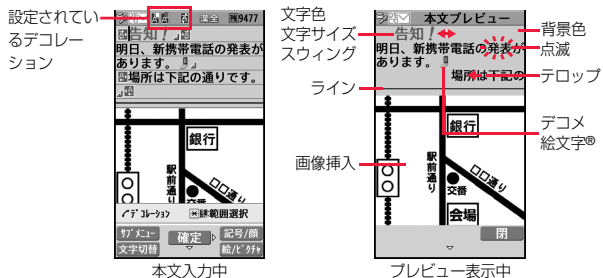 設定されてい
るデコレー
ション
漢全 残9477
告知!
明日、新携帯電話の発表が
あります。
場所は下記の通りです。
銀行
駅前通り
○○通り
交番
デコレーション
範囲選択
サブメニュー
確定
記号/顔
文字切替
絵/ピクチャ
本文入力中
文字色
文字サイズ
スウィング
ライン
画像挿入
本文プレビュー
告知!
明日、新携帯電話の発表が
あります。
場所は下記の
銀行
駅前通り
○○通り
交番
会場
閉
プレビュー表示中
背景色
点滅
テロップ
デコメ
絵文字®